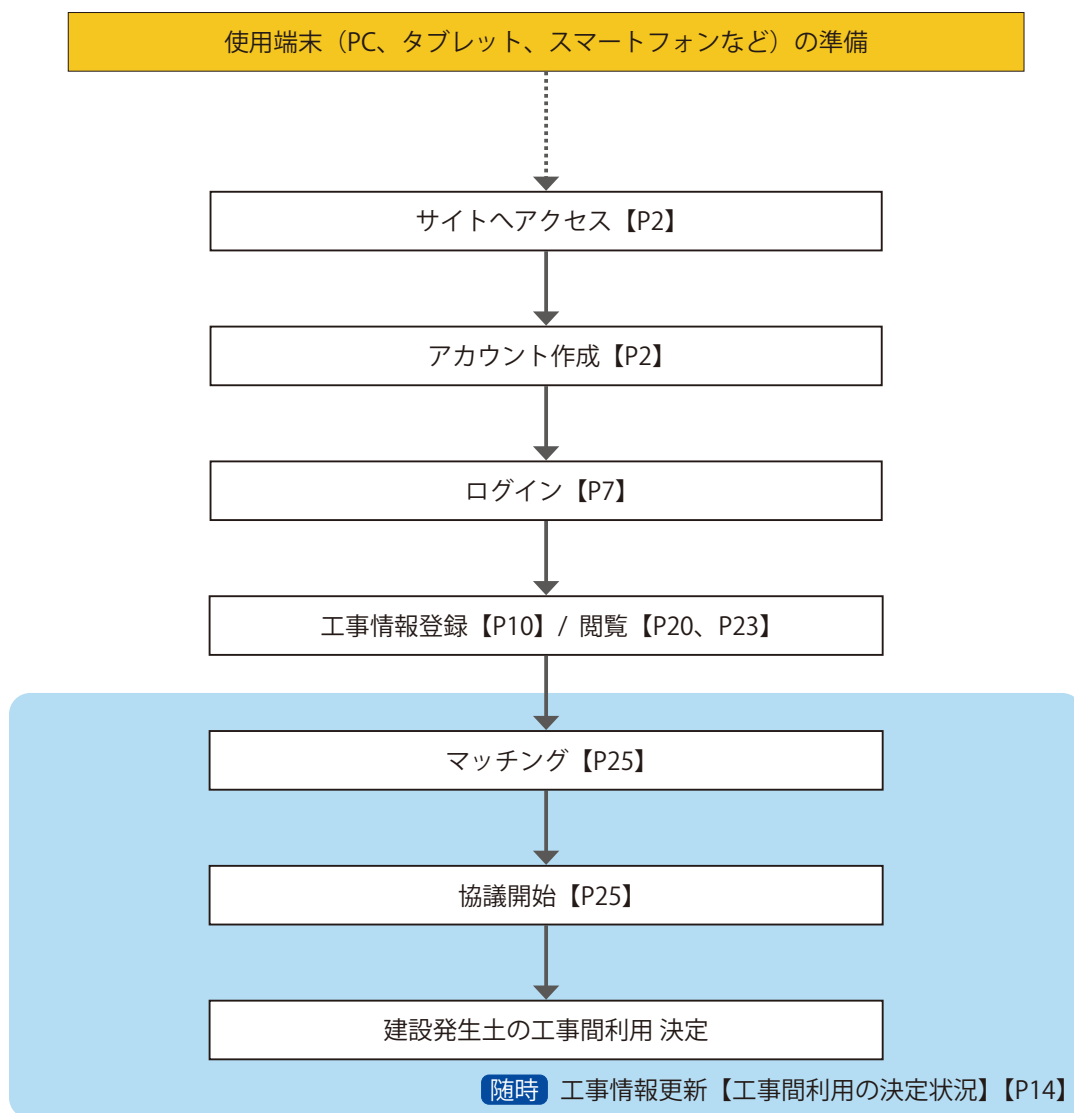 使用端末（PC、タブレット、スマートフォンなど）の準備
サイトへアクセス【P2】
アカウント作成【P2】
ログイン【P7】
工事情報登録【P10】/ 閲覧【P20、P23】
マッチング【P25】
協議開始【P25】
建設発生土の工事間利用 決定
随時 工事情報更新【工事間利用の決定状況】【P14】